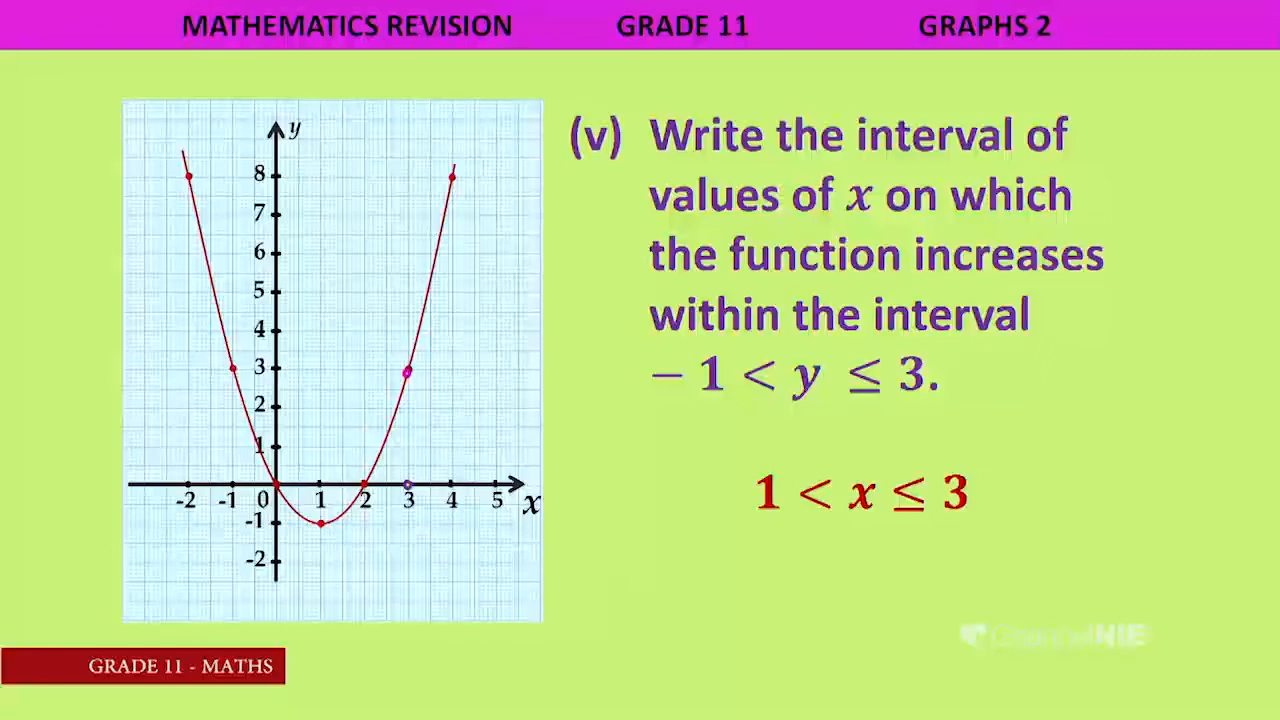 MATHEMATICS REVISION GRADE 11 GRAPHS 2
y
8
7
6
5
4
3
2
1
-2 -1 0 1 2 3 4 5 x
-1
-2
(v) Write the interval of
values of x on which
the function increases
within the interval
− 1 < y ≤ 3.
1 < x ≤ 3
Channel NIE
GRADE 11 - MATHS